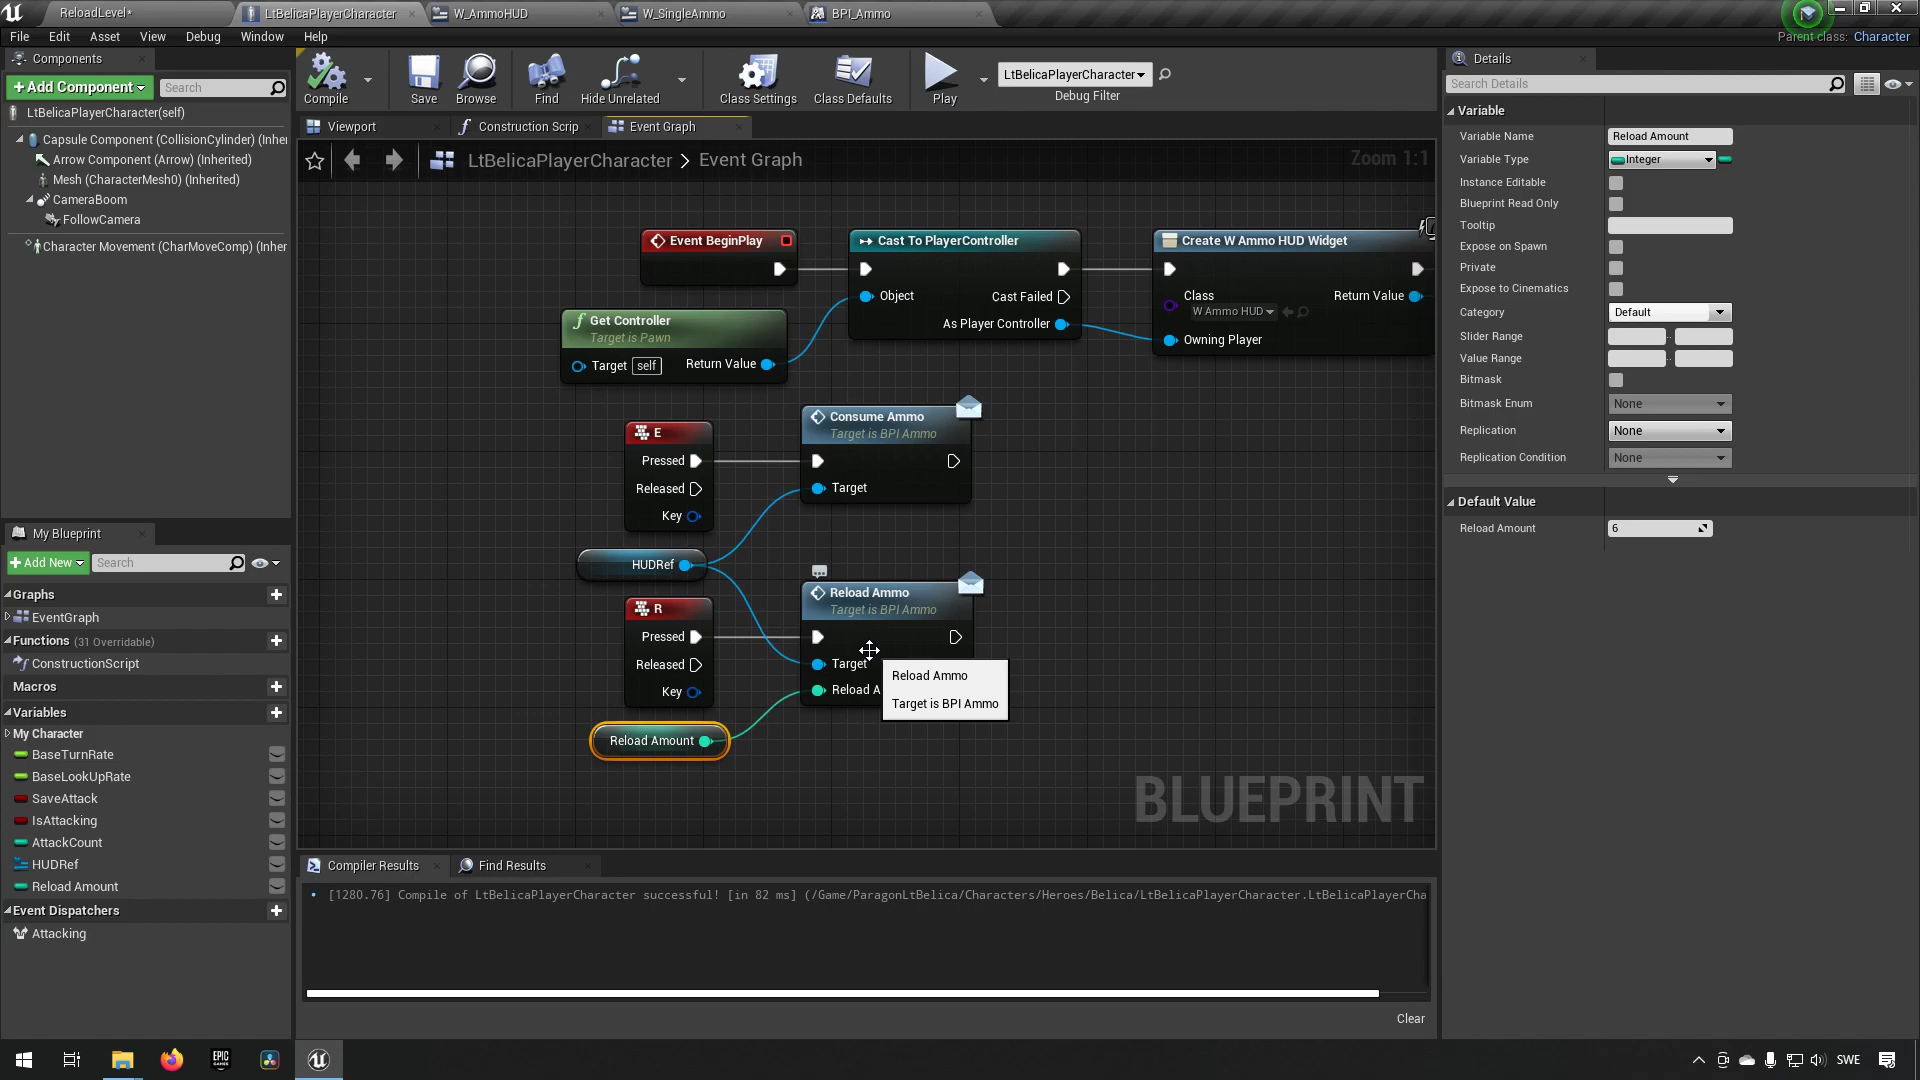 ReloadLevel*
LtBelicaPlayerCharacter
W_AmmoHUD
W_SingleAmmo
BPI_Ammo
File Edit Asset View Debug Window Help
Parent class: Character
Components
+Add Component
Search
LtBelicaPlayerCharacter(self)
Capsule Component (CollisionCylinder) (Inher
Arrow Component (Arrow) (Inherited)
Mesh (CharacterMesh0) (Inherited)
CameraBoom
FollowCamera
Character Movement (CharMoveComp) (Inher
Compile
Save
Browse
Find
Hide Unrelated
Class Settings
Class Defaults
Play
LtBelicaPlayerCharacter
Debug Filter
Viewport
Construction Scrip
Event Graph
LtBelicaPlayerCharacter > Event Graph
Zoom 1:1
Event BeginPlay
Cast To PlayerController
Object
Cast Failed
As Player Controller
Create W Ammo HUD Widget
Class
W Ammo HUD
Return Value
Owning Player
Get Controller
Target is Pawn
Target self
Return Value
E
Pressed
Released
Key
Consume Ammo
Target is BPI Ammo
Target
HUDRef
R
Pressed
Released
Key
Reload Ammo
Target is BPI Ammo
Target
Reload A
Reload Ammo
Target is BPI Ammo
Reload Amount
BLUEPRINT
My Blueprint
+Add New
Search
Graphs
EventGraph
Functions (31 Overridable)
ConstructionScript
Macros
Variables
My Character
BaseTurnRate
BaseLookUpRate
SaveAttack
IsAttacking
AttackCount
HUDRef
Reload Amount
Event Dispatchers
Attacking
Compiler Results
Find Results
[1280.76] Compile of LtBelicaPlayerCharacter successful! [in 82 ms] (/Game/ParagonLtBelica/Characters/Heroes/Belica/LtBelicaPlayerCharacter.LtBelicaPlayerCha
Clear
Details
Search Details
Variable
Variable Name Reload Amount
Variable Type Integer
Instance Editable
Blueprint Read Only
Tooltip
Expose on Spawn
Private
Expose to Cinematics
Category Default
Slider Range
Value Range
Bitmask
Bitmask Enum None
Replication None
Replication Condition None
Default Value
Reload Amount 6
EPIC GAMES
SWE